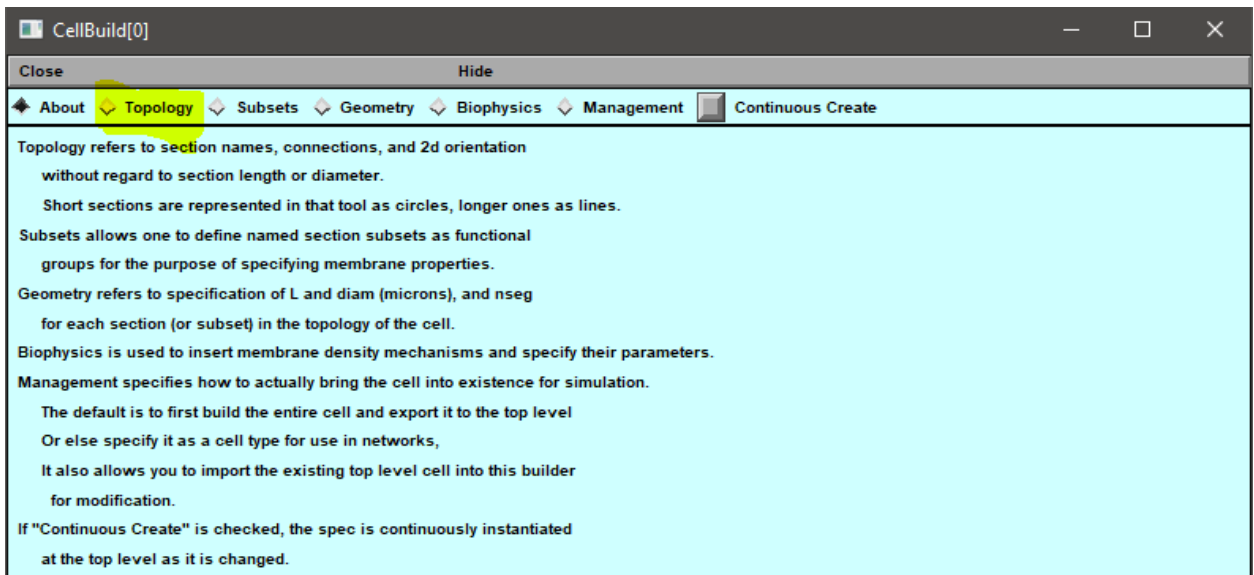 CellBuild[0]
Close Hide
About Topology Subsets Geometry Biophysics Management Continuous Create
Topology refers to section names, connections, and 2d orientation
without regard to section length or diameter.
Short sections are represented in that tool as circles, longer ones as lines.
Subsets allows one to define named section subsets as functional
groups for the purpose of specifying membrane properties.
Geometry refers to specification of L and diam (microns), and nseg
for each section (or subset) in the topology of the cell.
Biophysics is used to insert membrane density mechanisms and specify their parameters.
Management specifies how to actually bring the cell into existence for simulation.
The default is to first build the entire cell and export it to the top level
Or else specify it as a cell type for use in networks,
It also allows you to import the existing top level cell into this builder
for modification.
If "Continuous Create" is checked, the spec is continuously instantiated
at the top level as it is changed.